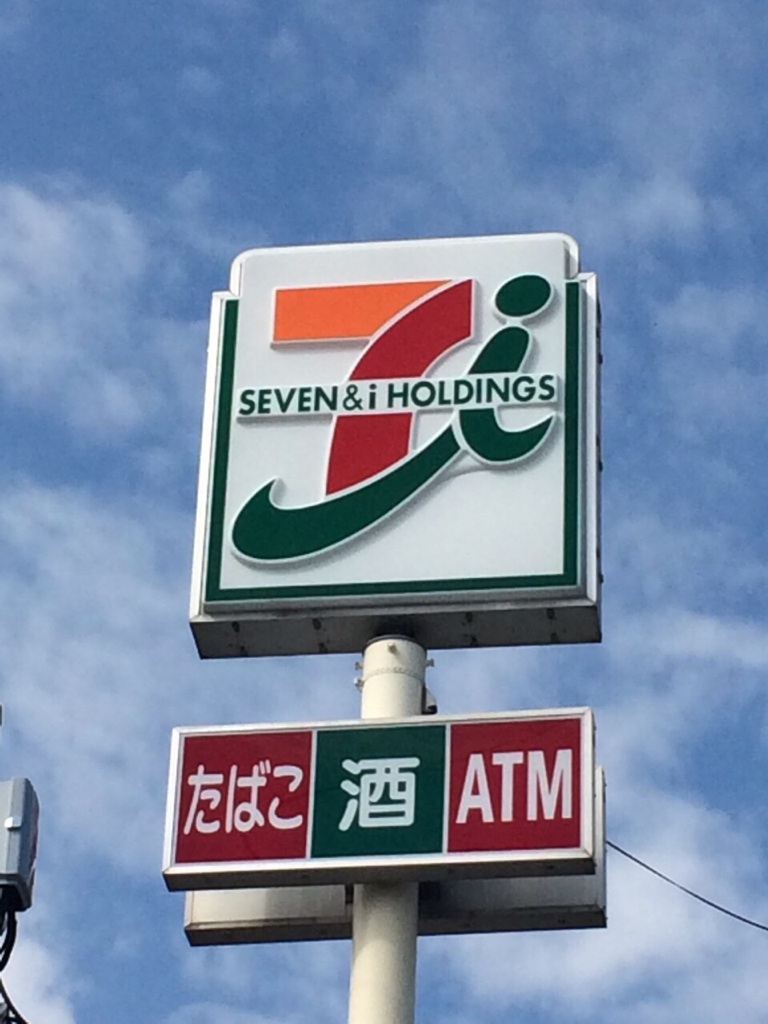 SEVEN & i HOLDINGS
たばこ 酒 ATM